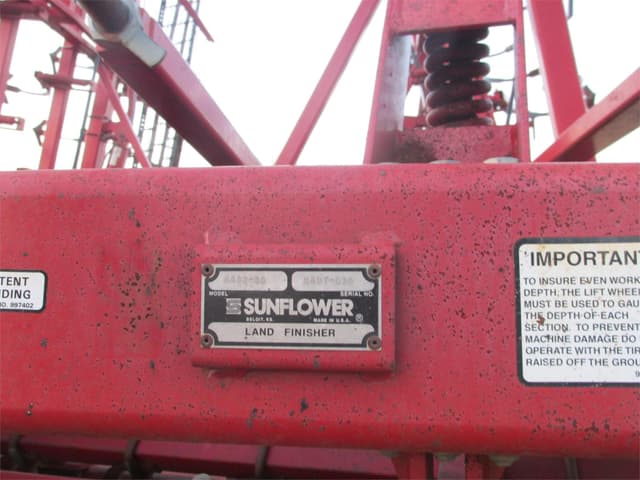 TENT
DING
NO. 997402
MODEL SERIAL NO.
SUNFLOWER ®
BELOIT, KS. MADE IN U.S.A.
LAND FINISHER
'IMPORTANT
TO INSURE EVEN WORK
DEPTH, THE LIFT WHEEL
MUST BE USED TO GAU
THE DEPTH OF EACH
SECTION. TO PREVENT
MACHINE DAMAGE DO
OPERATE WITH THE TIR
RAISED OFF THE GROU